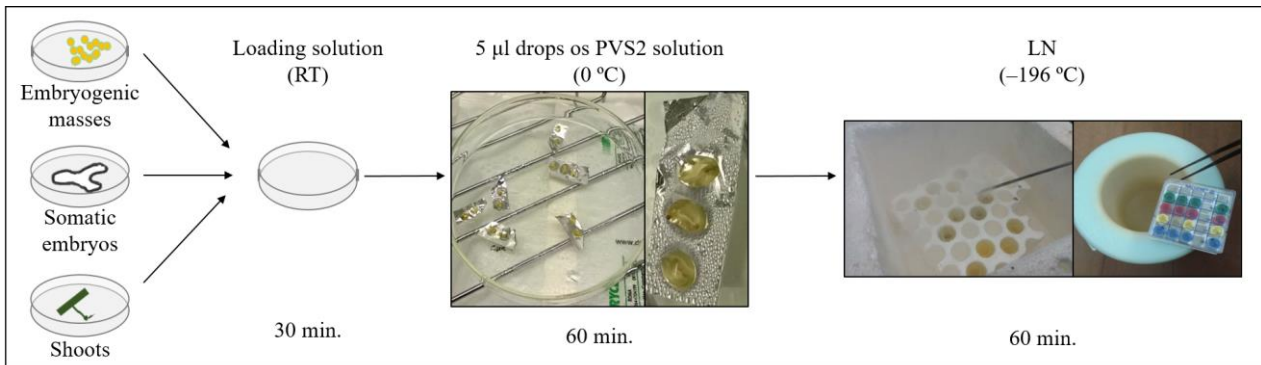 Embryogenic
masses
Somatic
embryos
Shoots
Loading solution
(RT)
30 min.
5 µl drops os PVS2 solution
(0 ºC)
60 min.
LN
(–196 ºC)
60 min.